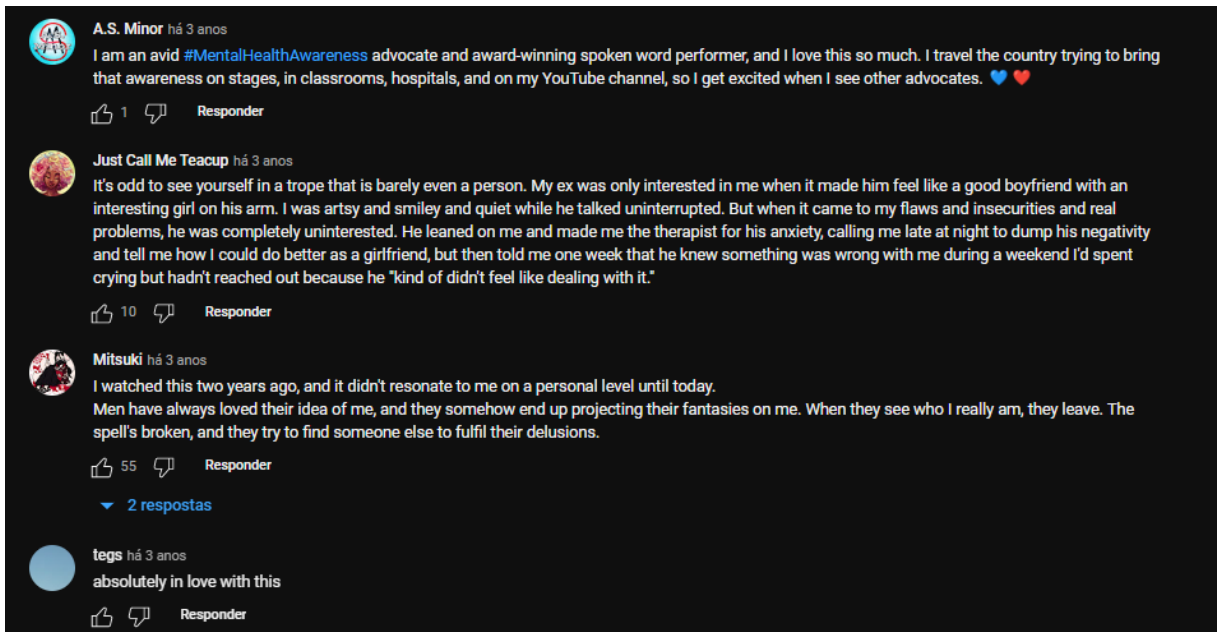 A.S. Minor há 3 anos
I am an avid #MentalHealthAwareness advocate and award-winning spoken word performer, and I love this so much. I travel the country trying to bring
that awareness on stages, in classrooms, hospitals, and on my YouTube channel, so I get excited when I see other advocates. 💙 ❤️
1 Responder
Just Call Me Teacup há 3 anos
It's odd to see yourself in a trope that is barely even a person. My ex was only interested in me when it made him feel like a good boyfriend with an
interesting girl on his arm. I was artsy and smiley and quiet while he talked uninterrupted. But when it came to my flaws and insecurities and real
problems, he was completely uninterested. He leaned on me and made me the therapist for his anxiety, calling me late at night to dump his negativity
and tell me how I could do better as a girlfriend, but then told me one week that he knew something was wrong with me during a weekend I'd spent
crying but hadn't reached out because he "kind of didn't feel like dealing with it."
10 Responder
Mitsuki há 3 anos
I watched this two years ago, and it didn't resonate to me on a personal level until today.
Men have always loved their idea of me, and they somehow end up projecting their fantasies on me. When they see who I really am, they leave. The
spell's broken, and they try to find someone else to fulfil their delusions.
55 Responder
2 respostas
tegs há 3 anos
absolutely in love with this
Responder